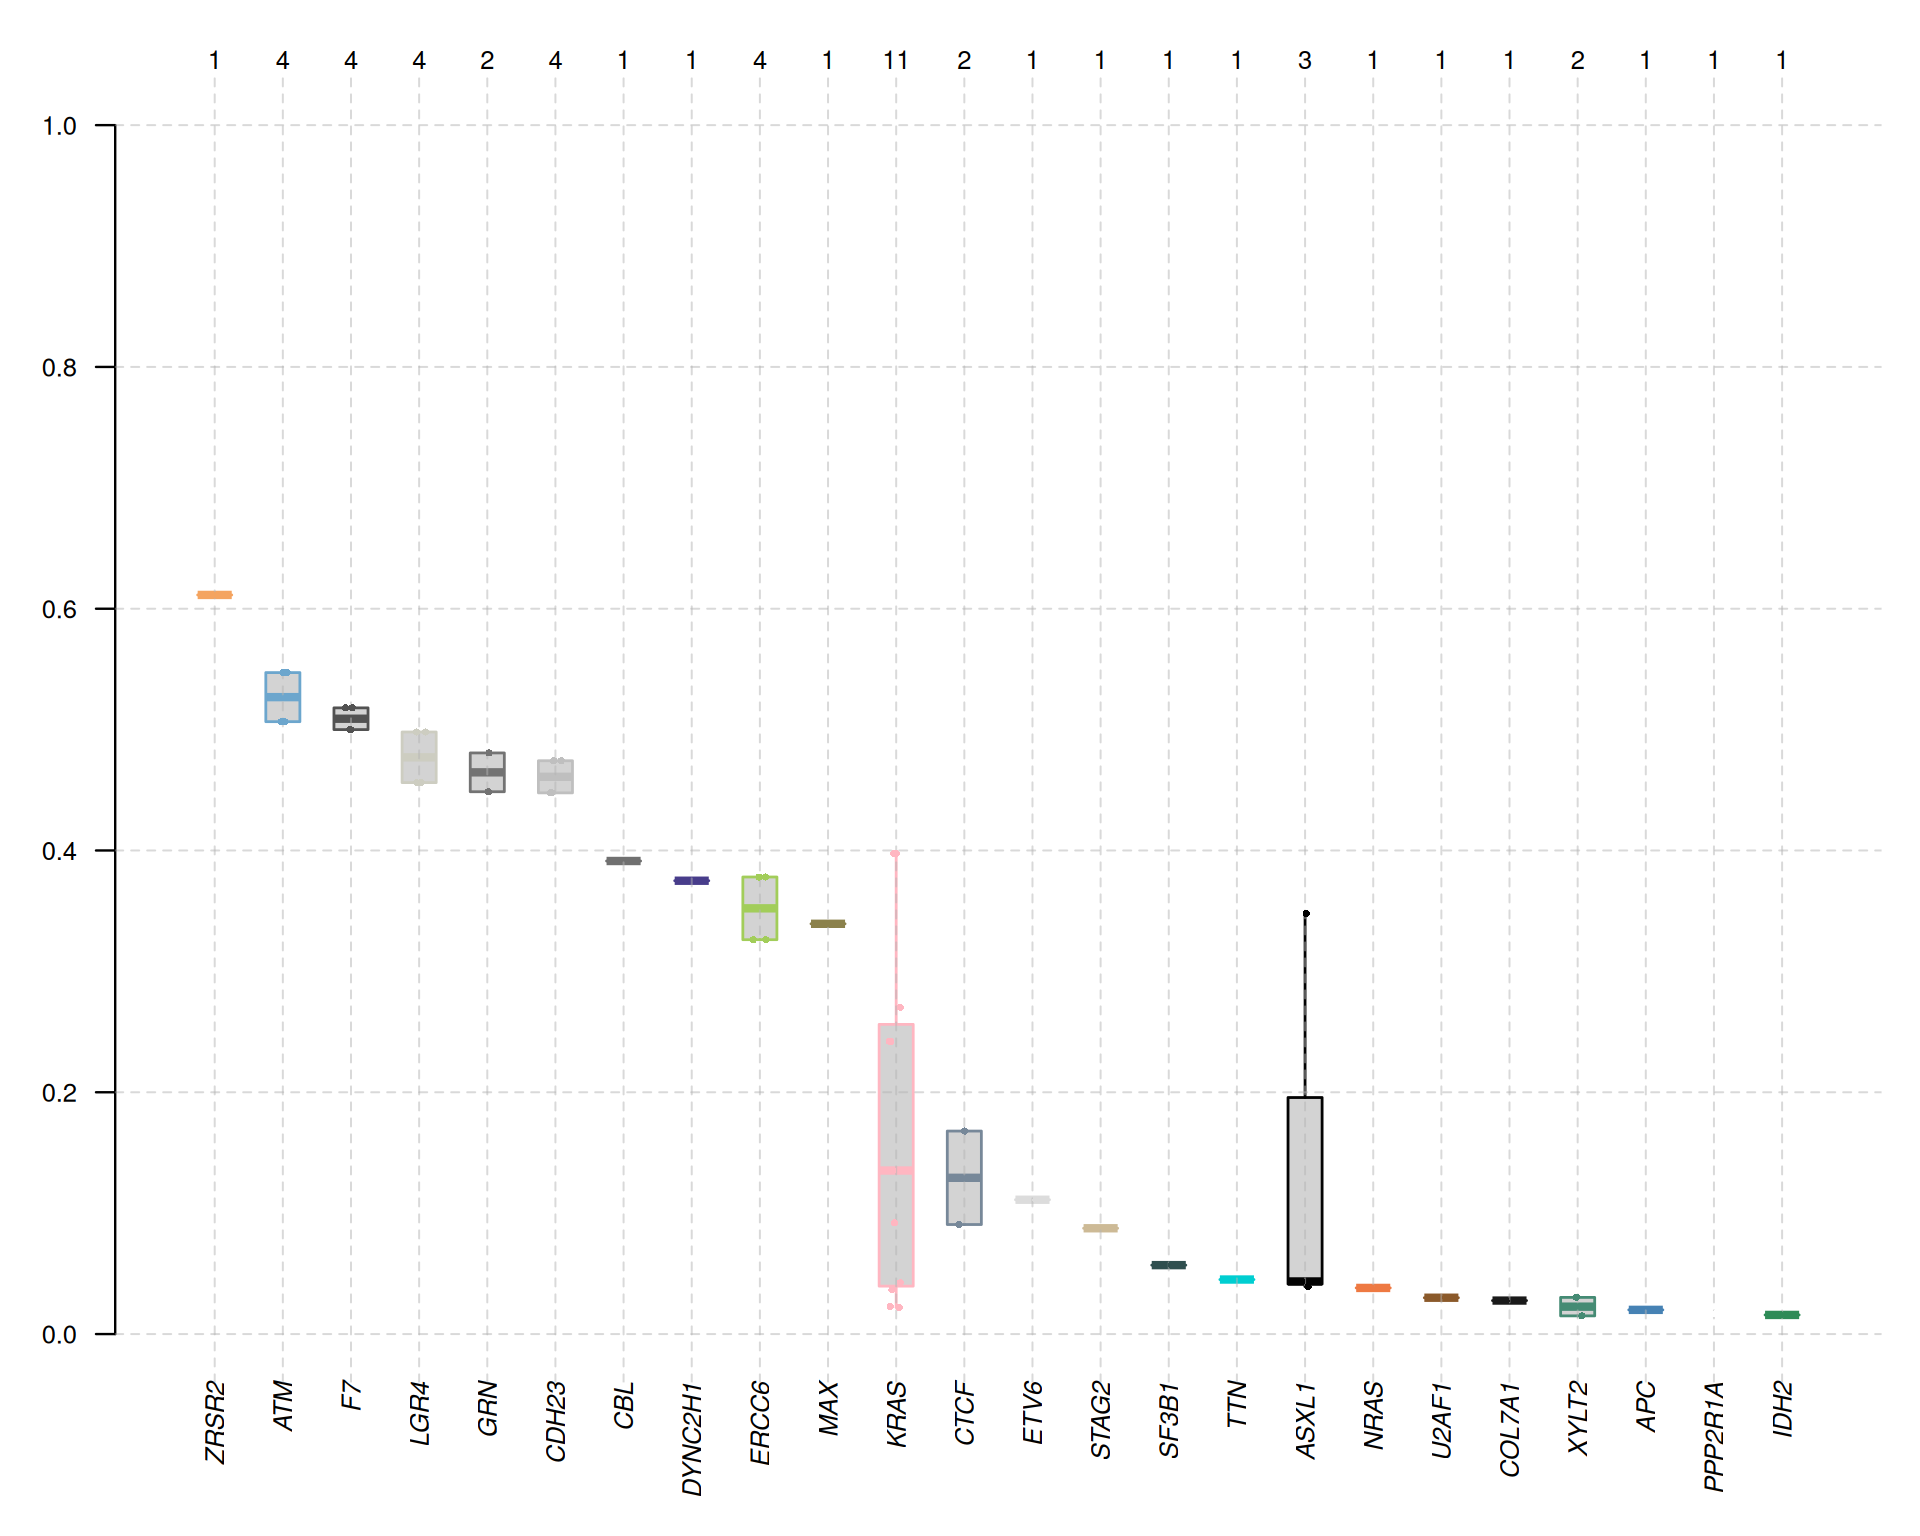 1 4 4 4 2 4 1 1 4 1 11 2 1 1 1 1 3 1 1 1 2 1 1 1
1.0
0.8
0.6
0.4
0.2
0.0
ZRSR2
ATM
F7
LGR4
GRN
CDH23
CBL
DYNC2H1
ERCC6
MAX
KRAS
CTCF
ETV6
STAG2
SF3B1
TTN
ASXL1
NRAS
U2AF1
COL7A1
XYLT2
APC
PPP2R1A
IDH2